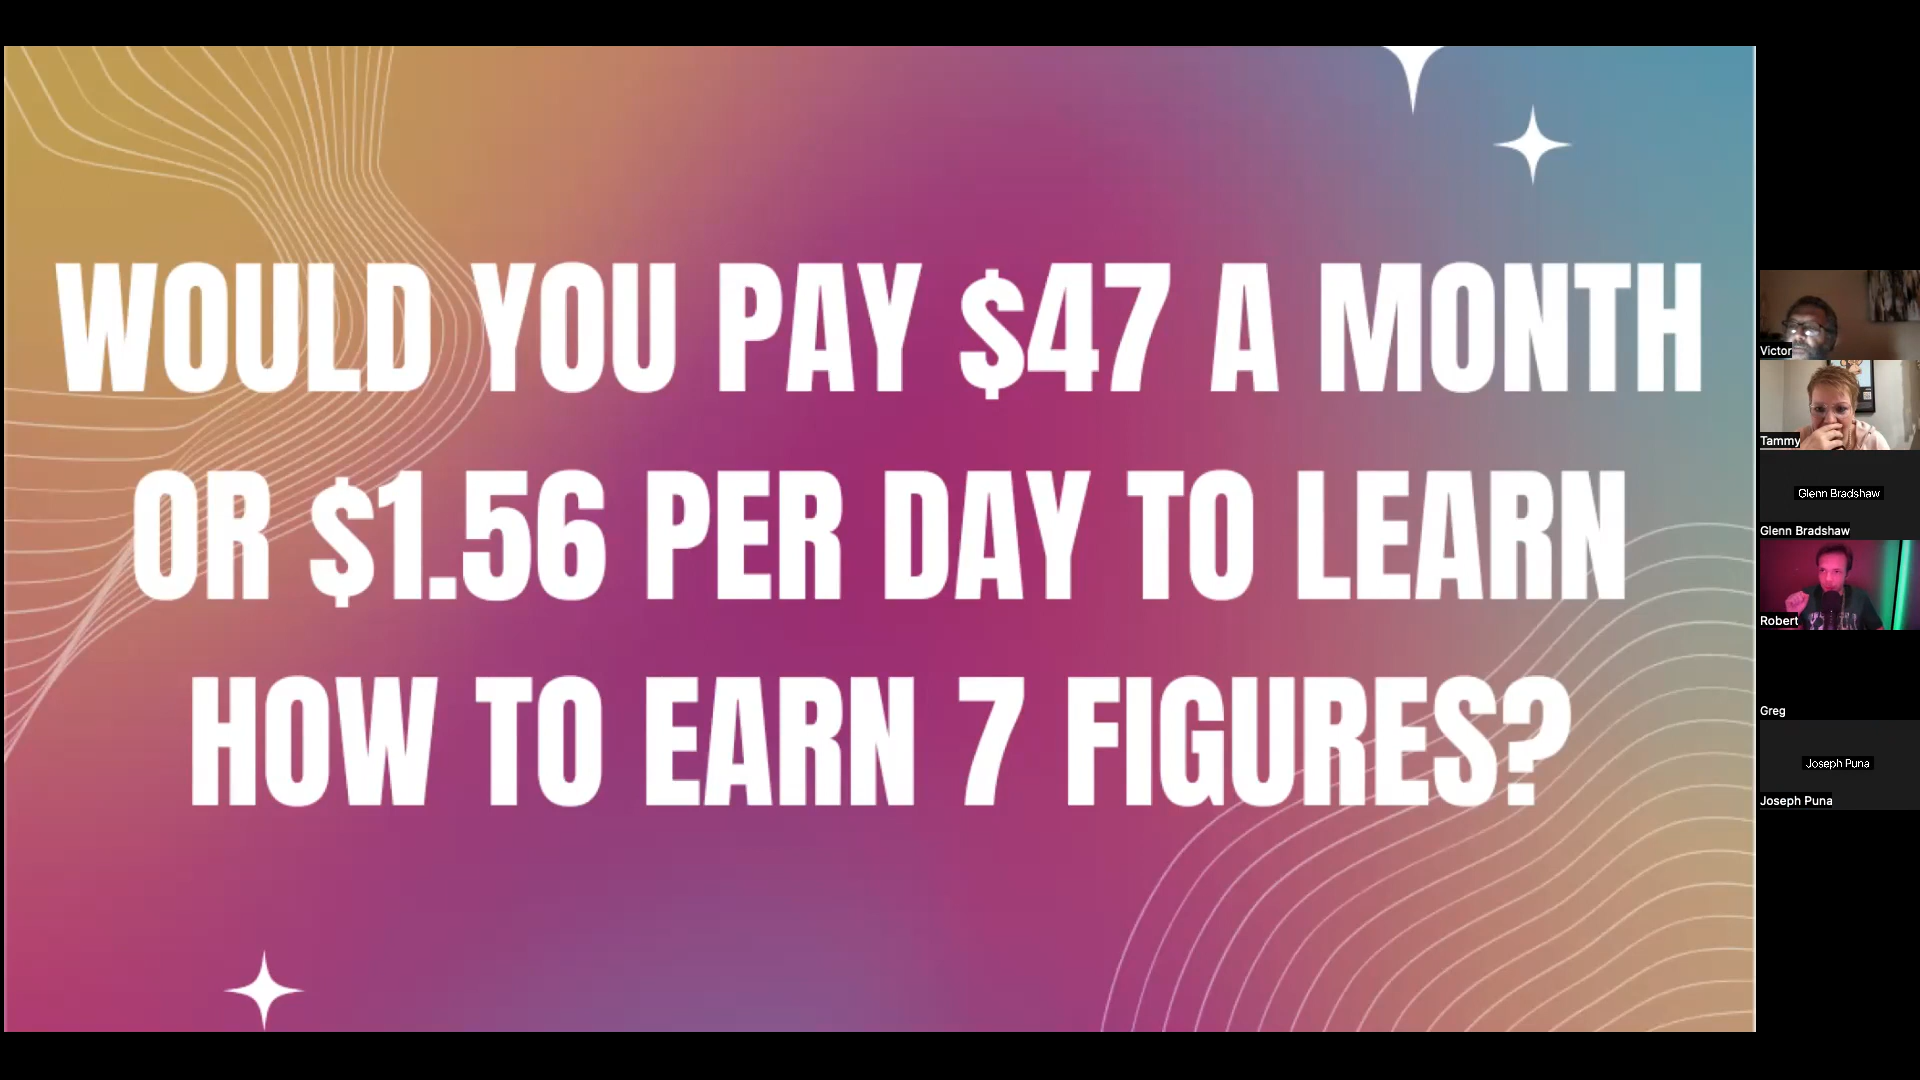 WOULD YOU PAY $47 A MONTH
OR $1.56 PER DAY TO LEARN
HOW TO EARN 7 FIGURES?
Victor
Tammy
Glenn Bradshaw
Glenn Bradshaw
Robert
Greg
Joseph Puna
Joseph Puna